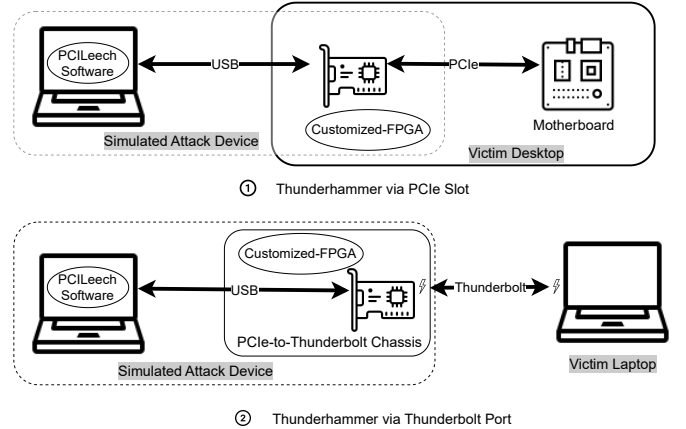 PCILeech
Software
USB
PCIe
Customized-FPGA
Motherboard
Simulated Attack Device
Victim Desktop
① Thunderhammer via PCIe Slot
Customized-FPGA
PCILeech
Software
USB
Thunderbolt
PCIe-to-Thunderbolt Chassis
Simulated Attack Device
Victim Laptop
② Thunderhammer via Thunderbolt Port